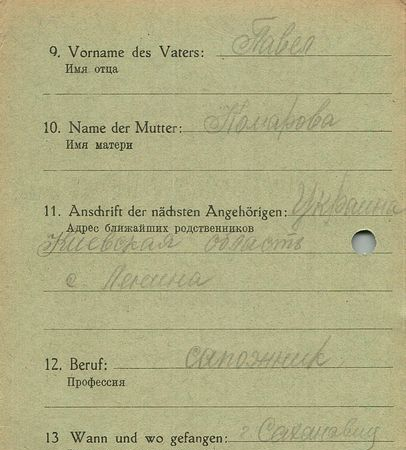 9. Vorname des Vaters: Павел
Имя отца
10. Name der Mutter: Комарова
Имя матери
11. Anschrift der nächsten Angehörigen: Украина
Адрес ближайших родственников
Киевская область
с. Ленина
12. Beruf: сапожник
Профессия
13 Wann und wo gefangen: г